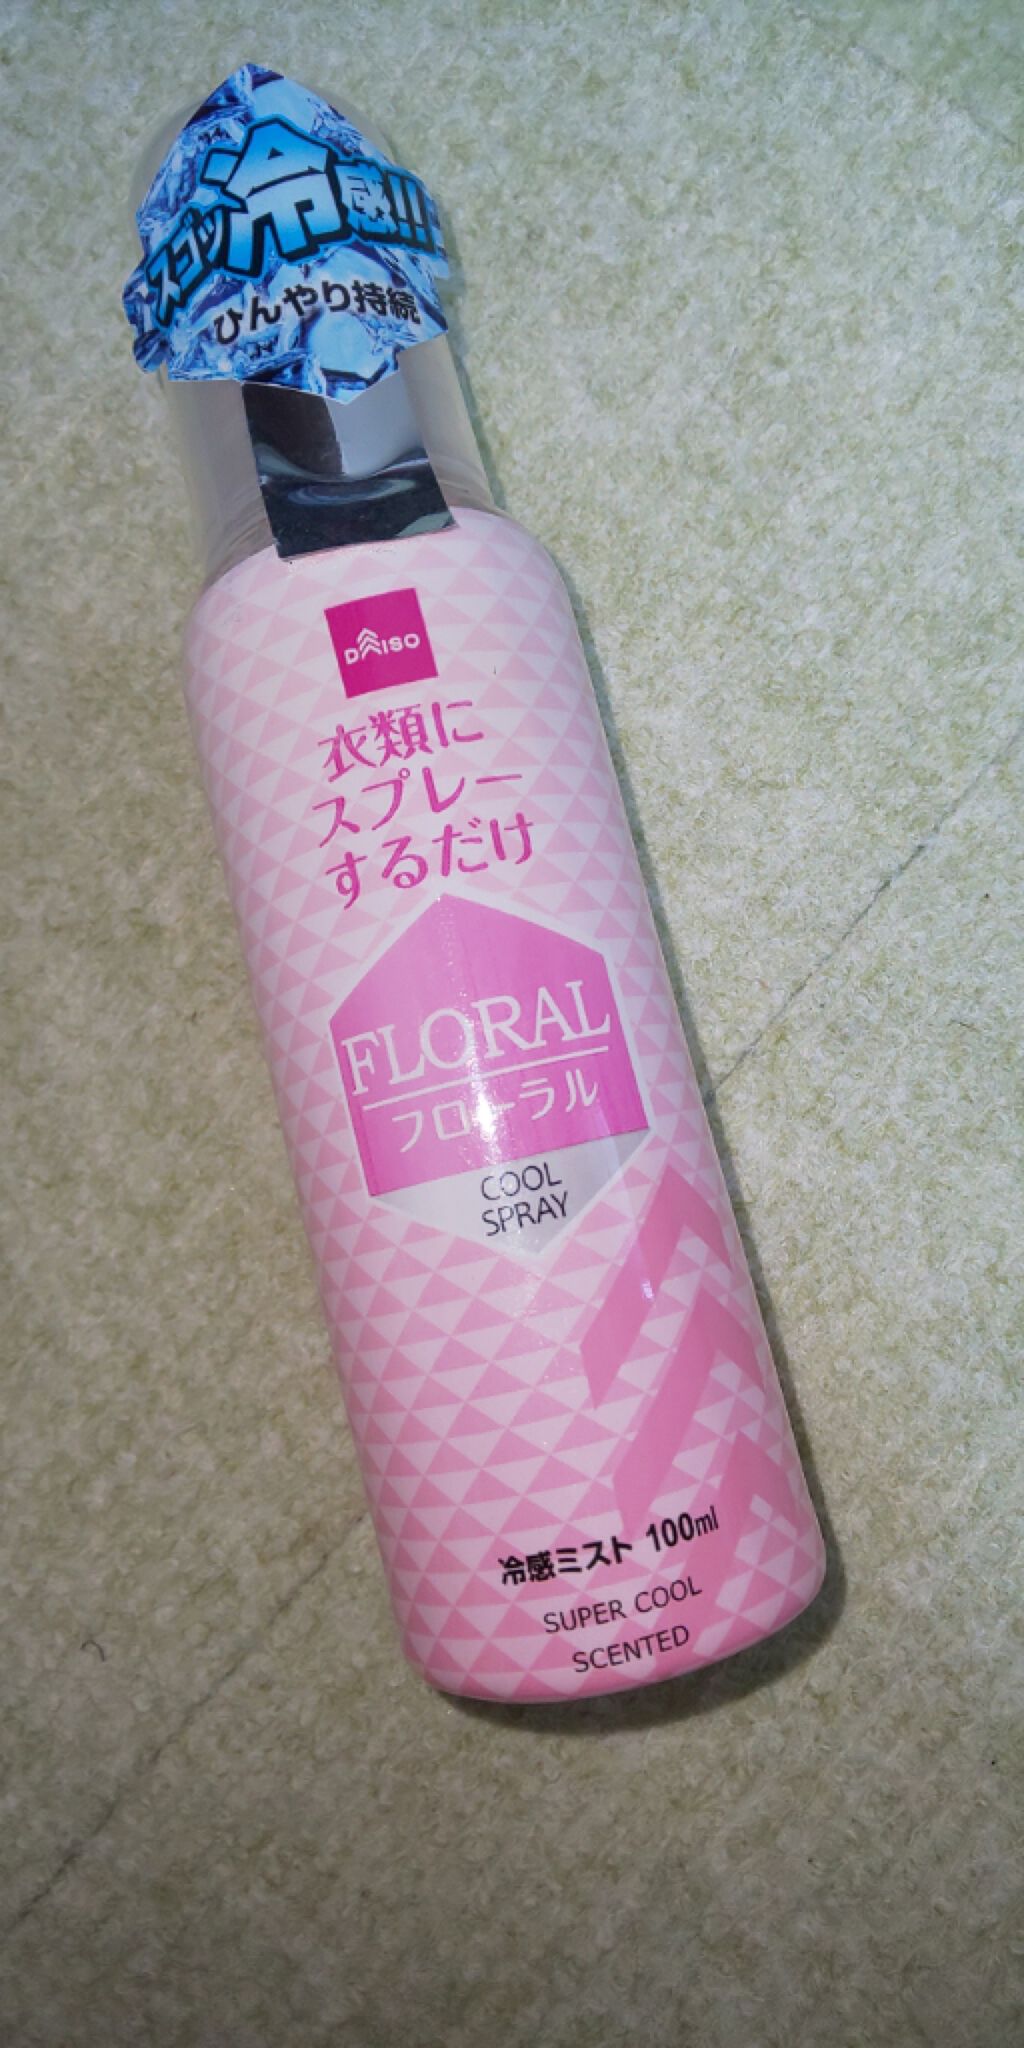 スゴッ冷感!!
ひんやり持続
DAISO
衣類に
スプレー
するだけ
FLORAL
フローラル
COOL
SPRAY
冷感ミスト 100ml
SUPER COOL
SCENTED